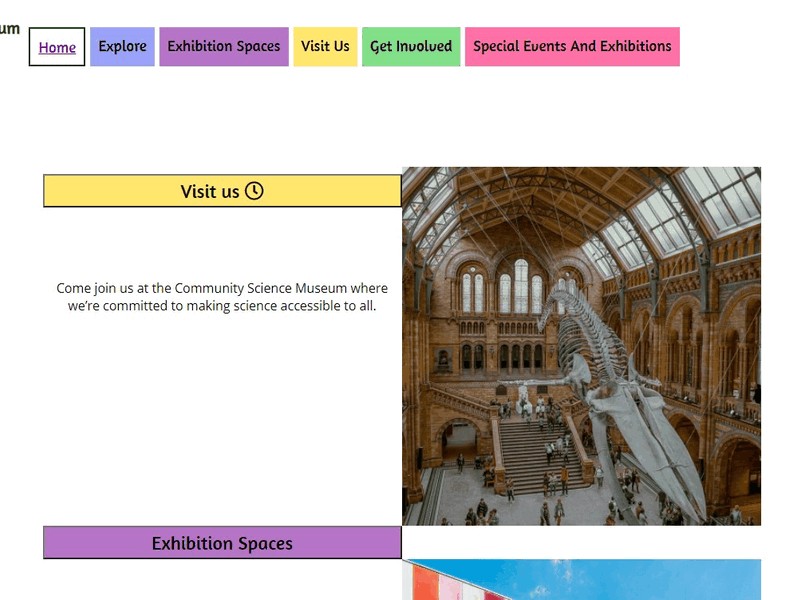 um
Home Explore Exhibition Spaces Visit Us Get Involved Special Events And Exhibitions
Visit us
Come join us at the Community Science Museum where
we’re committed to making science accessible to all.
Exhibition Spaces